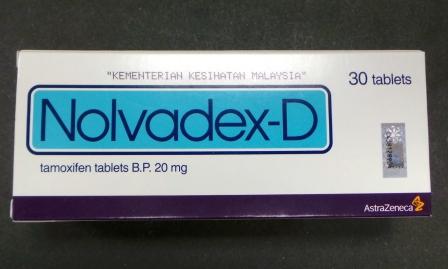 "KEMENTERIAN KESIHATAN MALAYSIA"
30 tablets
Nolvadex-D
tamoxifen tablets B.P. 20 mg
AstraZeneca